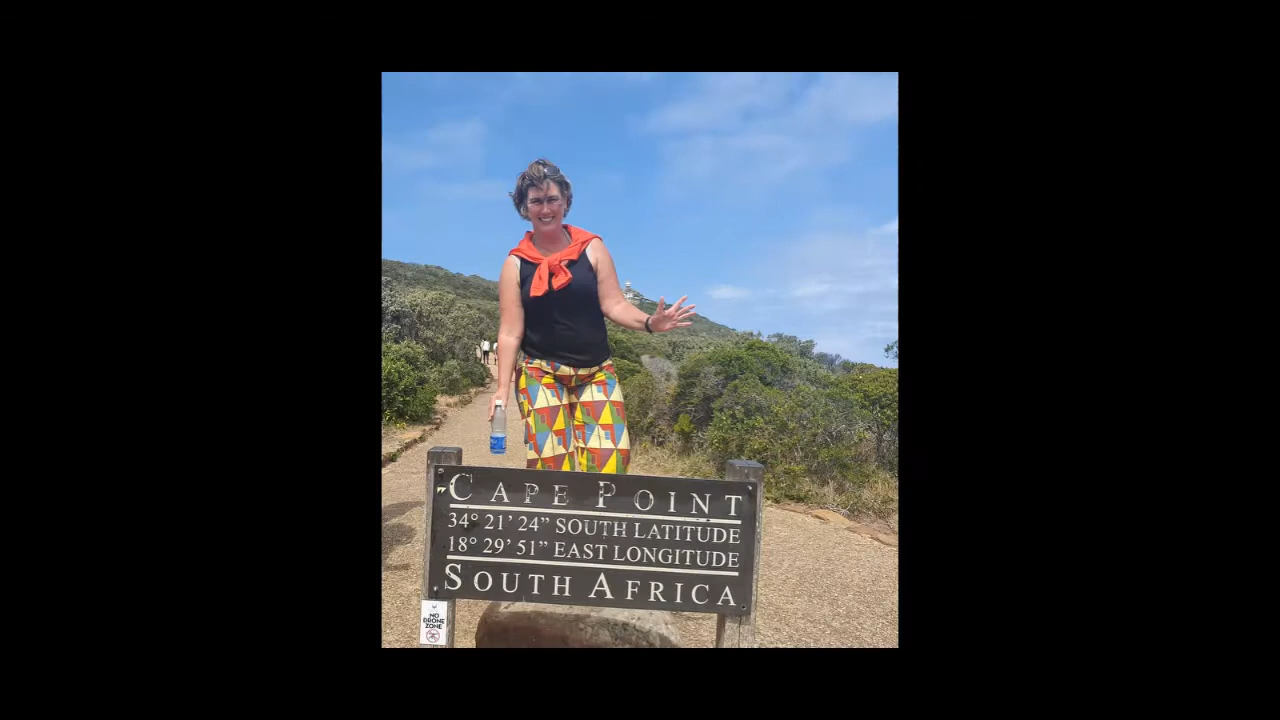 CAPE POINT
34° 21’ 24” SOUTH LATITUDE
18° 29’ 51” EAST LONGITUDE
SOUTH AFRICA
NO
DRONE
ZONE